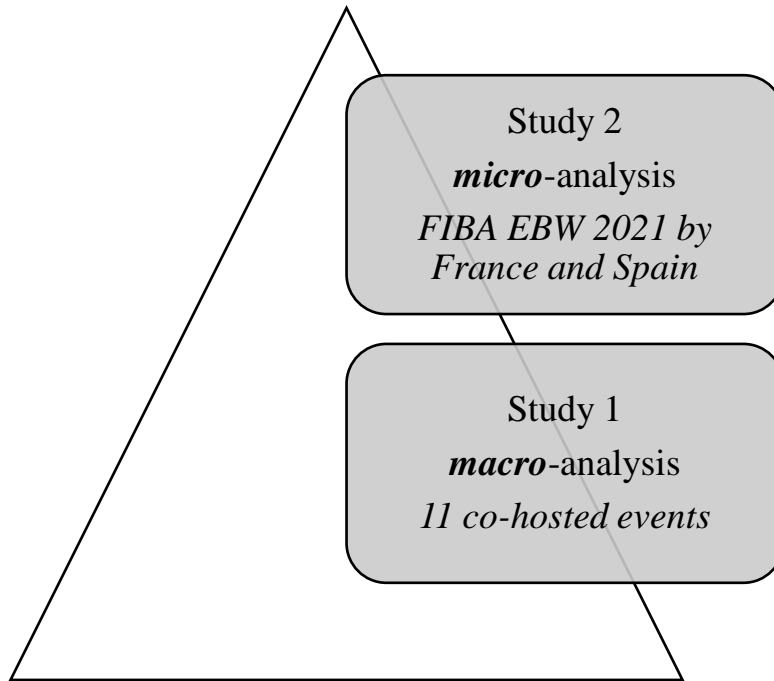 Study 2
micro-analysis
FIBA EBW 2021 by
France and Spain
Study 1
macro-analysis
11 co-hosted events